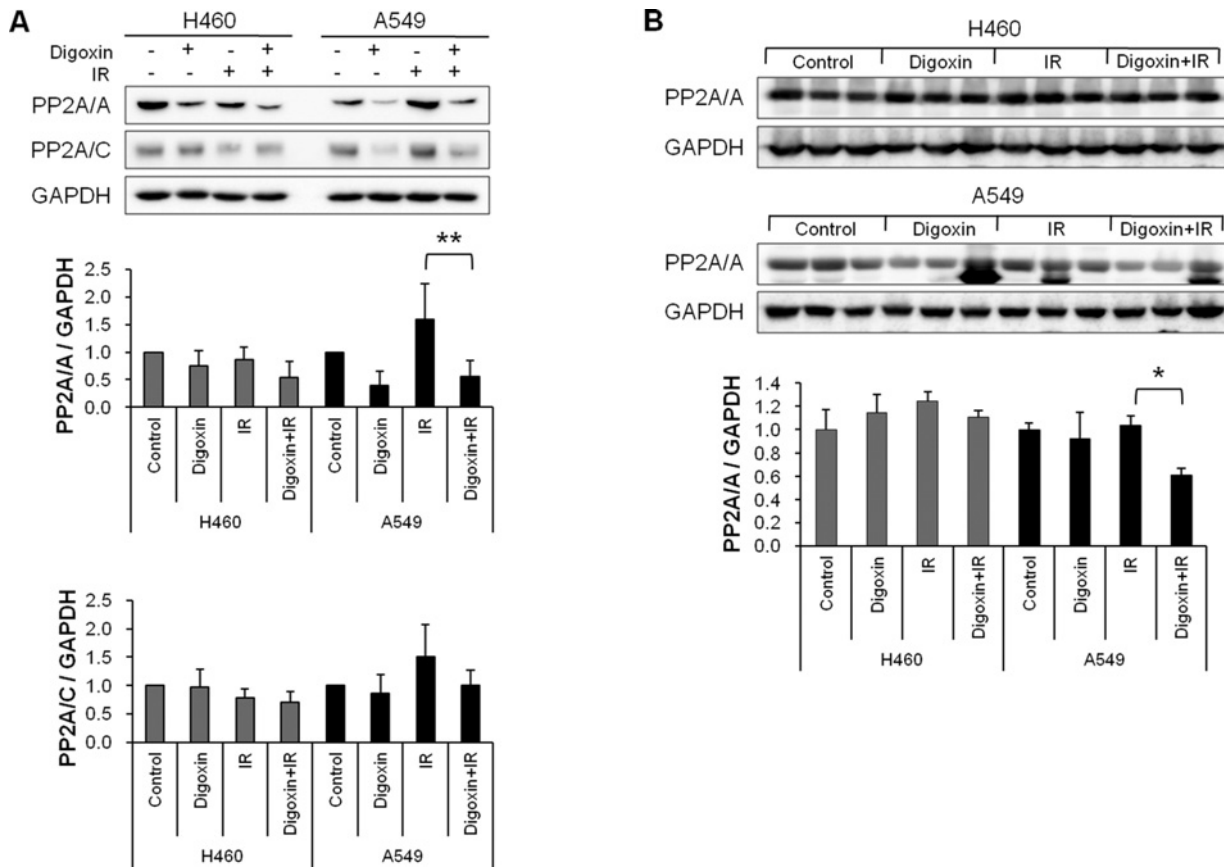 A
H460 A549
Digoxin - + - + - + - +
IR - - + + - - + +
PP2A/A
PP2A/C
GAPDH
**
PP2A/A / GAPDH
2.5
2.0
1.5
1.0
0.5
0.0
Control Digoxin IR Digoxin+IR Control Digoxin IR Digoxin+IR
H460 A549
PP2A/C / GAPDH
2.5
2.0
1.5
1.0
0.5
0.0
Control Digoxin IR Digoxin+IR Control Digoxin IR Digoxin+IR
H460 A549
B
H460
Control Digoxin IR Digoxin+IR
PP2A/A
GAPDH
A549
Control Digoxin IR Digoxin+IR
PP2A/A
GAPDH
*
PP2A/A / GAPDH
1.4
1.2
1.0
0.8
0.6
0.4
0.2
0.0
Control Digoxin IR Digoxin+IR Control Digoxin IR Digoxin+IR
H460 A549